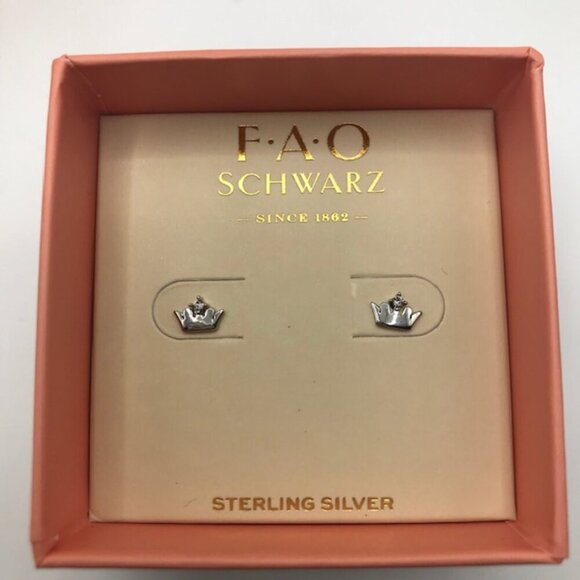 F·A·O
SCHWARZ
— SINCE 1862 —
STERLING SILVER